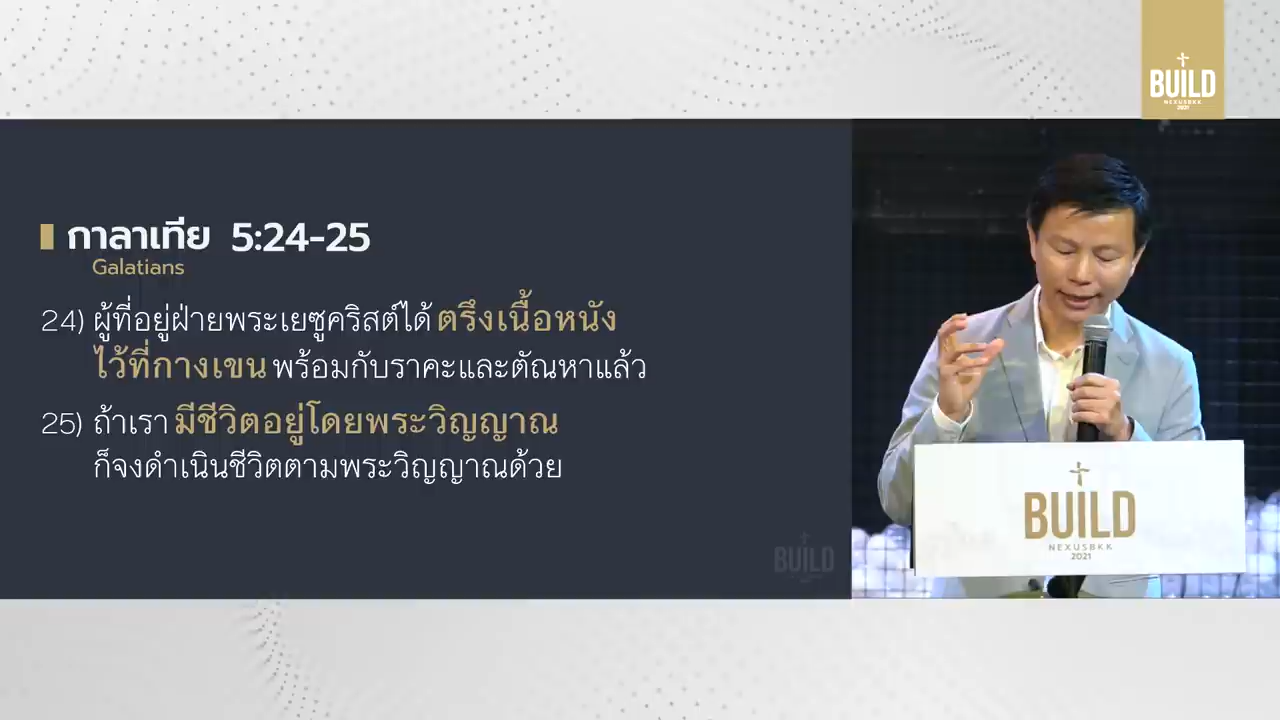 BUILD
NEXUSBKK
2021
กาลาเทีย 5:24-25
Galatians
24) ผู้ที่อยู่ฝ่ายพระเยซูคริสต์ได้ ตรึงเนื้อหนัง
ไว้ที่กางเขน พร้อมกับราคะและตัณหาแล้ว
25) ถ้าเรา มีชีวิตอยู่โดยพระวิญญาณ
ก็จงดำเนินชีวิตตามพระวิญญาณด้วย
BUILD
BUILD
NEXUSBKK
2021